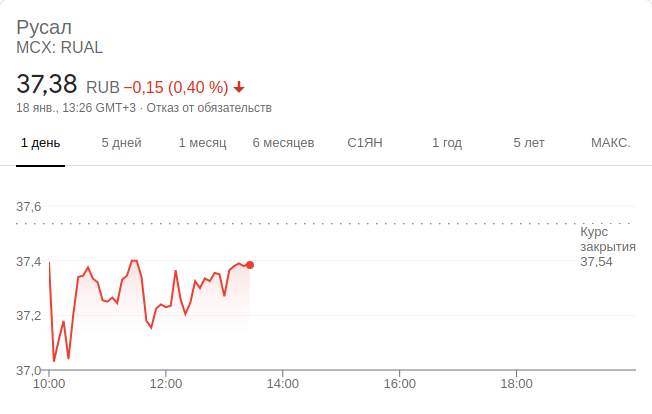 Русал
MCX: RUAL
37,38 RUB −0,15 (0,40 %)
18 янв., 13:26 GMT+3 · Отказ от обязательств
1 день 5 дней 1 месяц 6 месяцев С1ЯН 1 год 5 лет МАКС.
37,6
Курс
закрытия
37,54
37,4
37,2
37,0
10:00 12:00 14:00 16:00 18:00